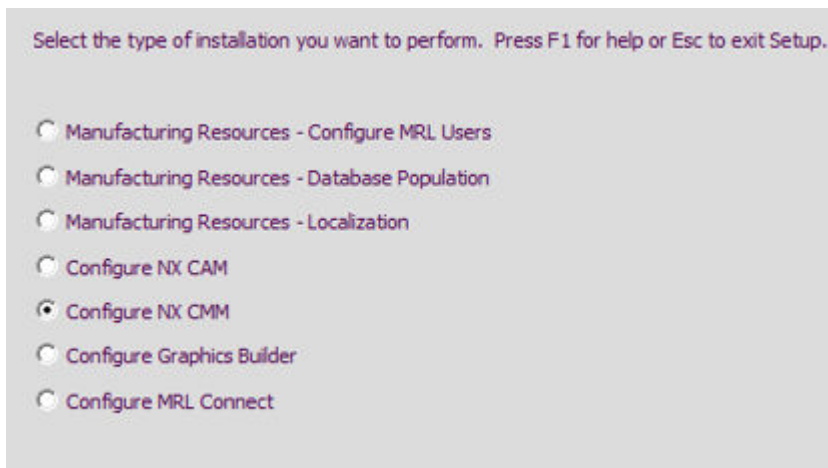 Select the type of installation you want to perform. Press F1 for help or Esc to exit Setup.
Manufacturing Resources - Configure MRL Users
Manufacturing Resources - Database Population
Manufacturing Resources - Localization
Configure NX CAM
Configure NX CMM
Configure Graphics Builder
Configure MRL Connect